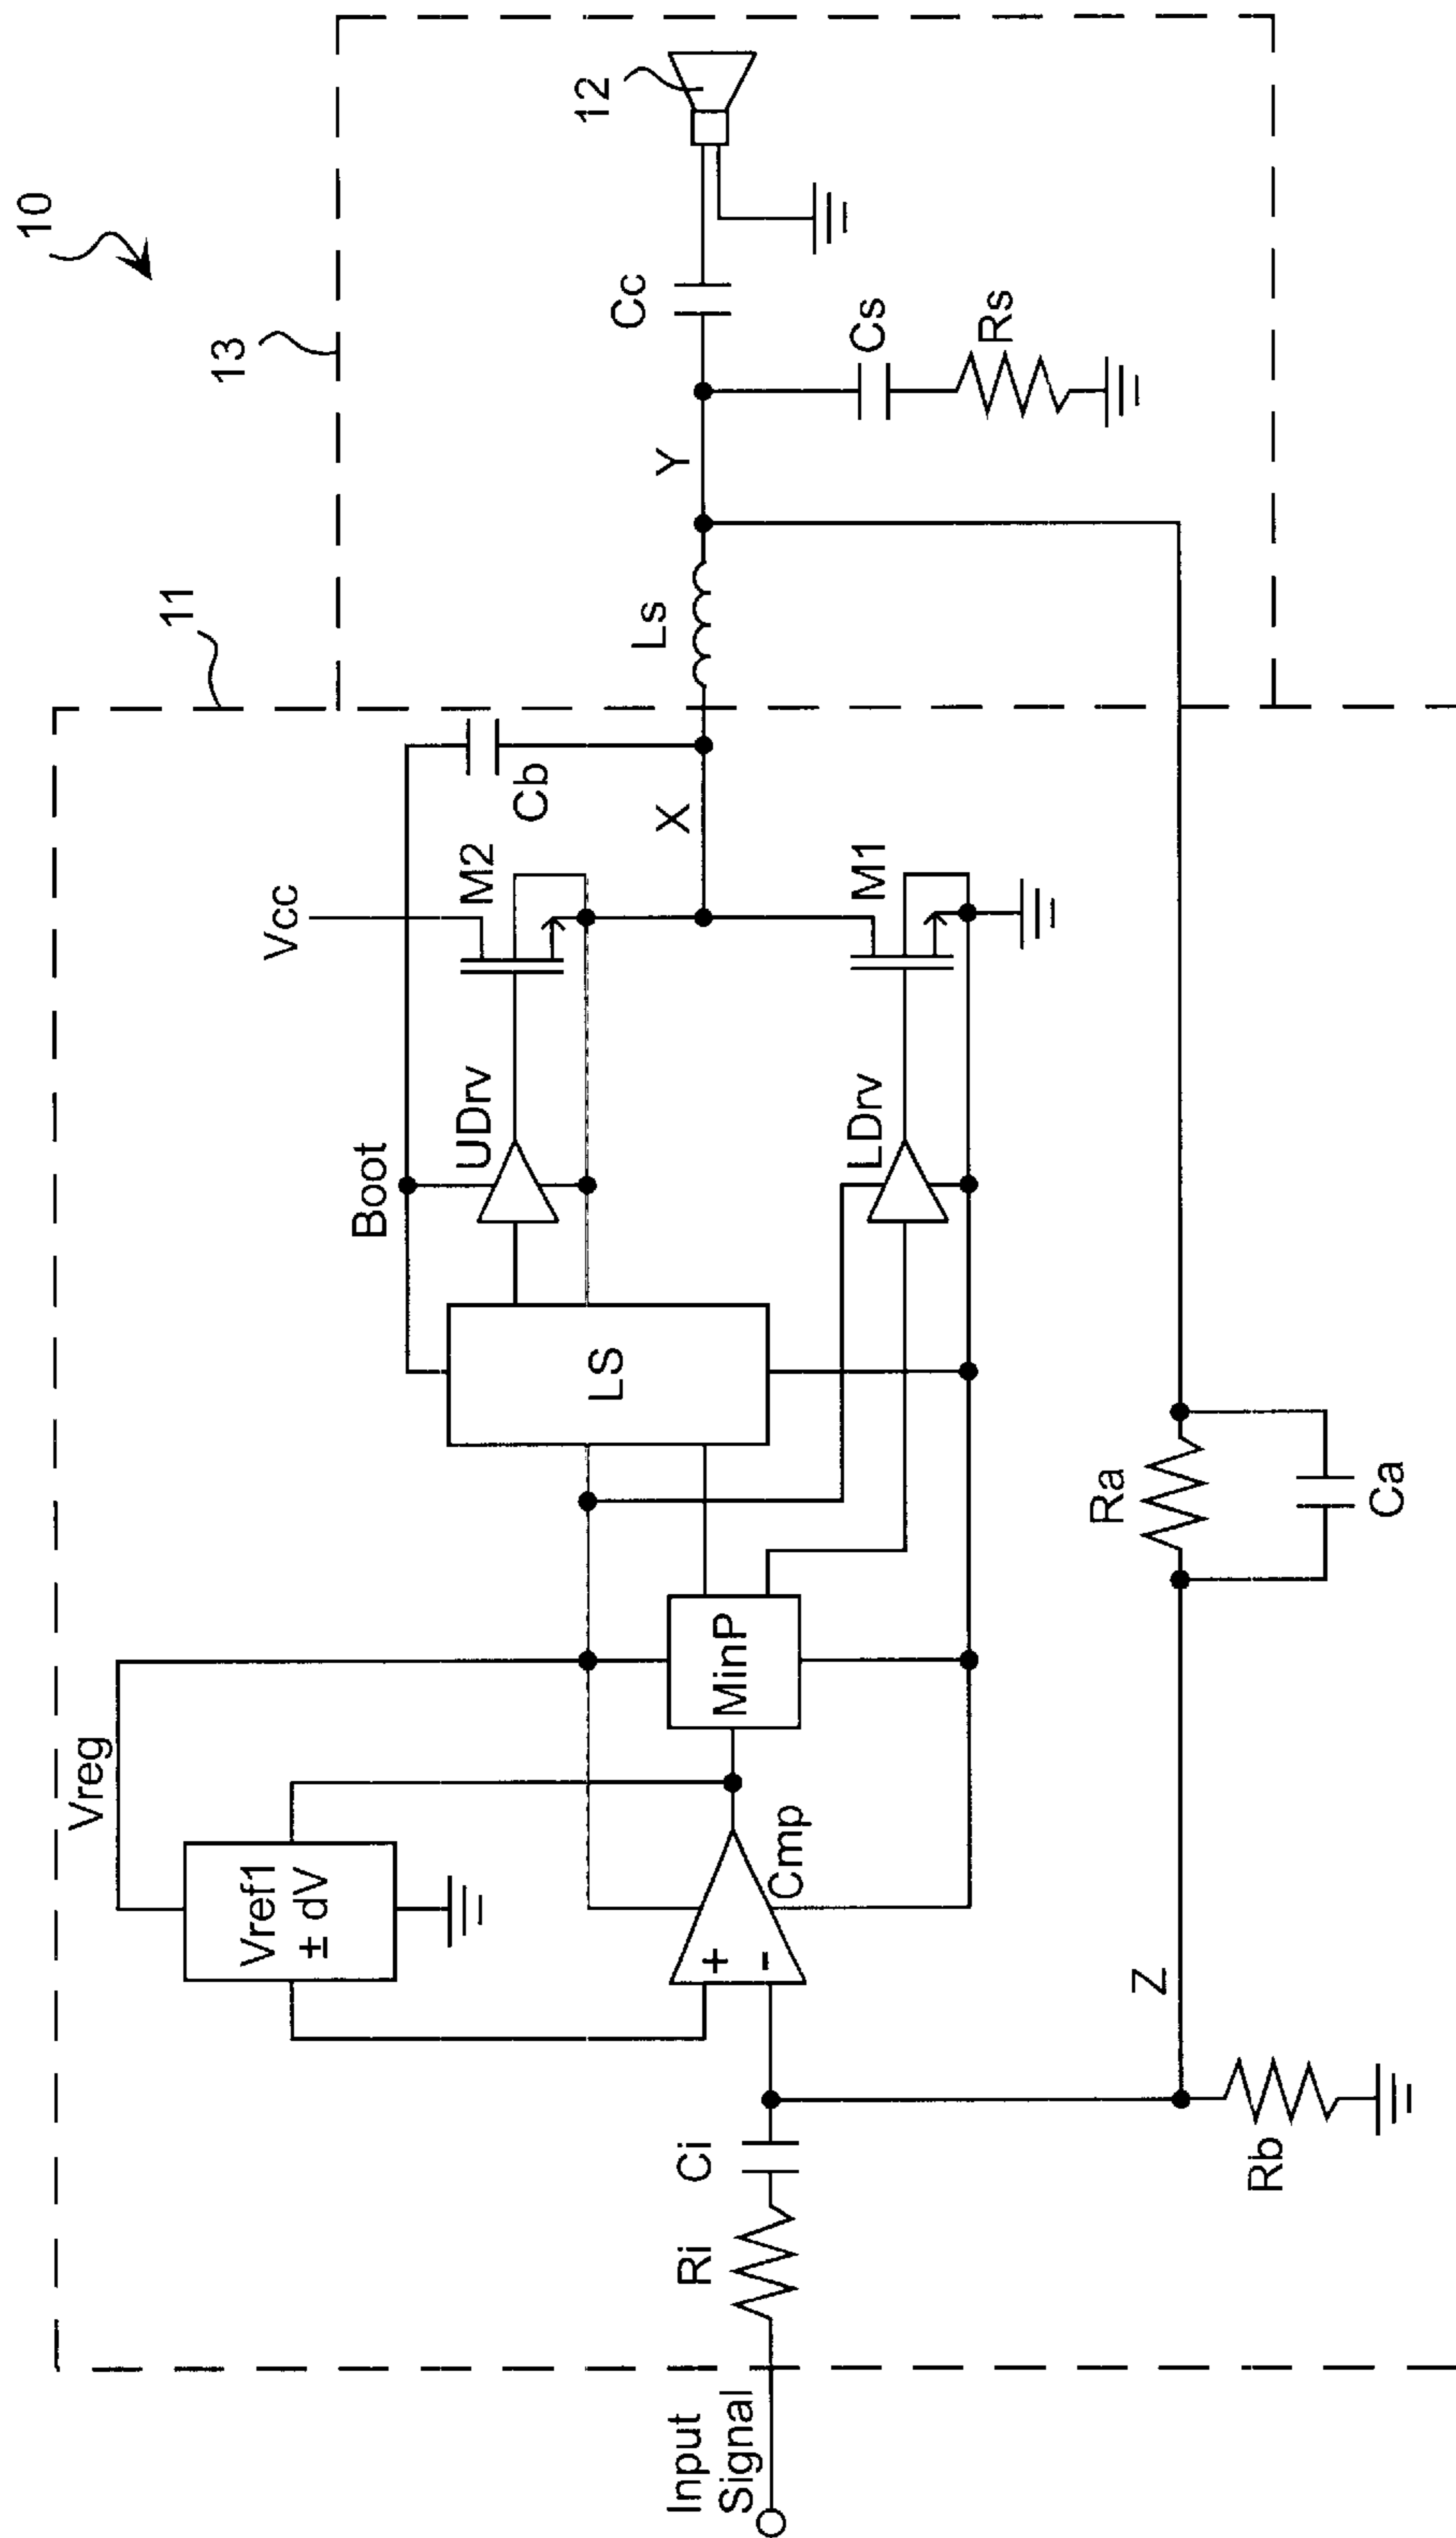 10
11
13
12
Vreg
Vref1
± dV
Boot
Vcc
M2
Cb
UDrv
LS
X
Ls
Y
Cc
Cs
Rs
Input
Signal
Ri
Ci
+
-
Cmp
MinP
LDrv
M1
Z
Rb
Ra
Ca